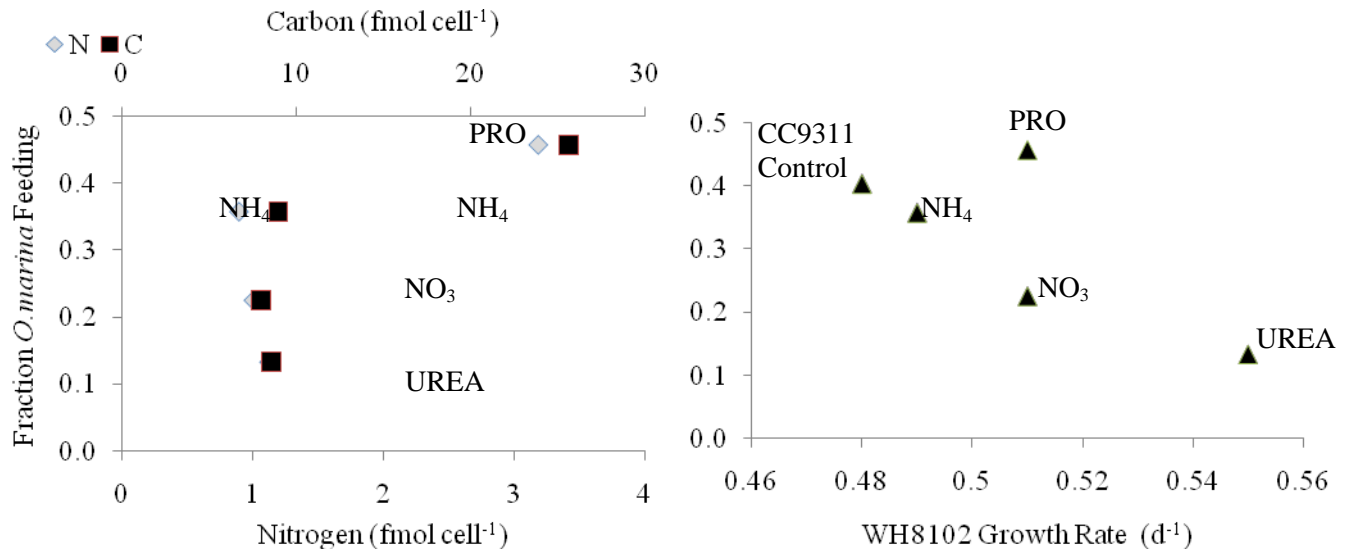 Carbon (fmol cell⁻¹)
N C
0 10 20 30
Fraction O.marina Feeding
0.5
0.4
0.3
0.2
0.1
0.0
PRO
NH₄ NH₄
NO₃
UREA
0 1 2 3 4
Nitrogen (fmol cell⁻¹)
0.5
0.4
0.3
0.2
0.1
0.0
CC9311
Control
PRO
NH₄
NO₃
UREA
0.46 0.48 0.5 0.52 0.54 0.56
WH8102 Growth Rate (d⁻¹)